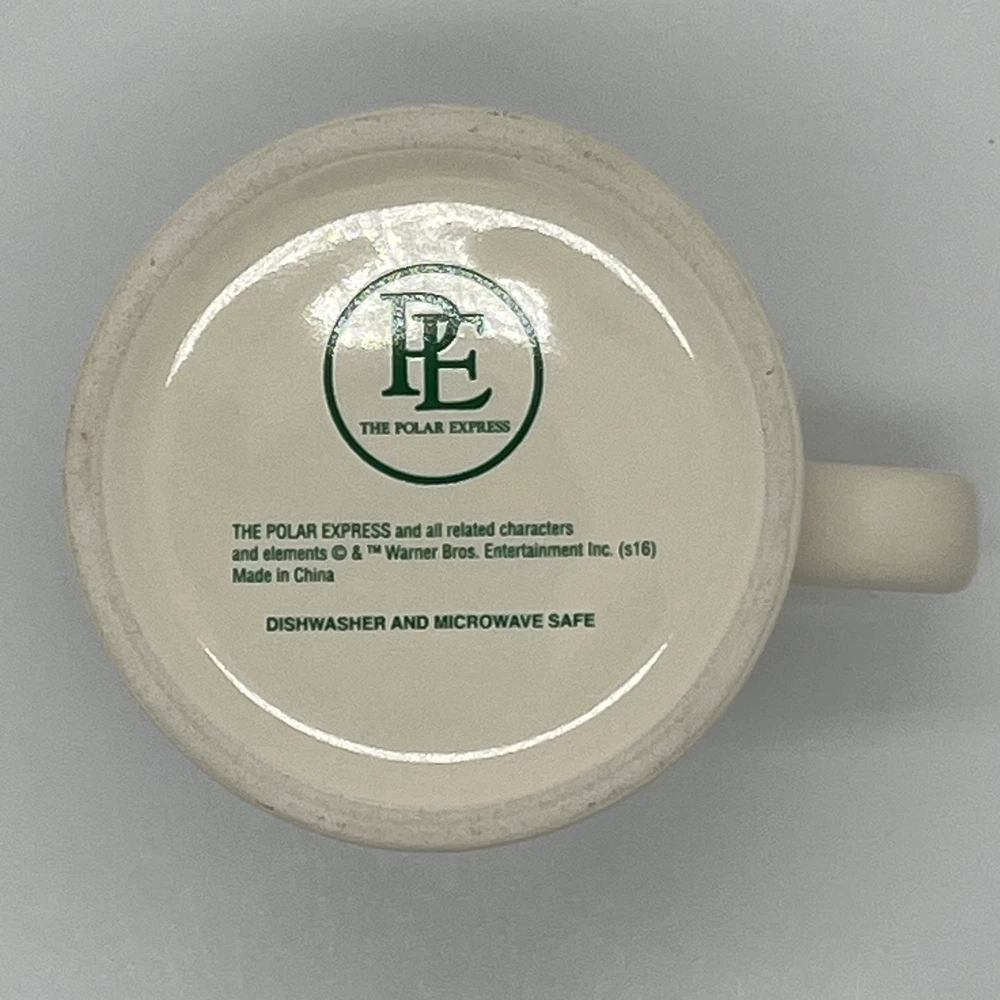 PE
THE POLAR EXPRESS
THE POLAR EXPRESS and all related characters
and elements © & ™ Warner Bros. Entertainment Inc. (s16)
Made in China
DISHWASHER AND MICROWAVE SAFE